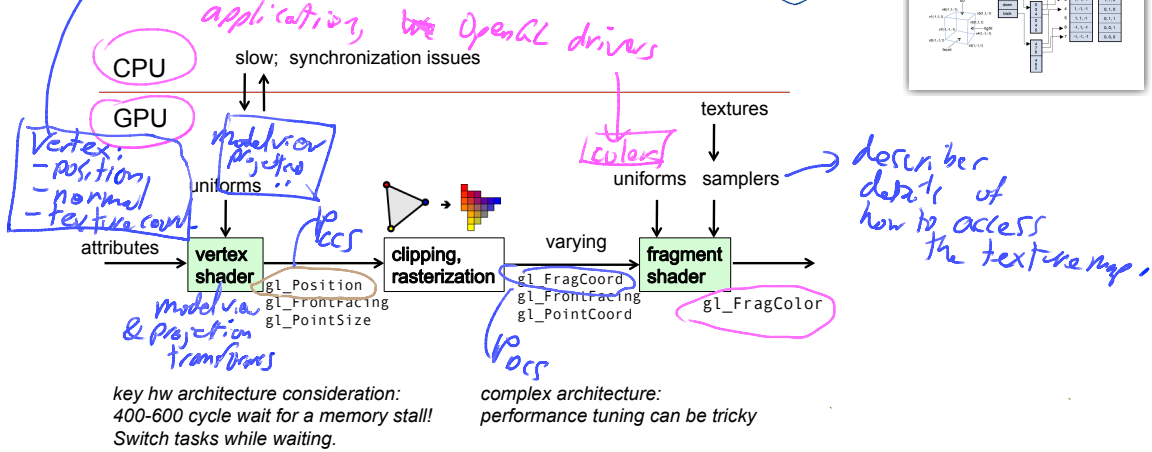 application, the OpenGL drivers
CPU
slow; synchronization issues
GPU
textures
Vertex:
- position
- normal
- texture coord
modelview
projection
colors
uniforms
uniforms samplers
describes
details of
how to access
the texture map.
attributes
vertex
shader
PCCS
clipping,
rasterization
varying
fragment
shader
gl_Position
gl_FrontFacing
gl_PointSize
gl_FragCoord
gl_FrontFacing
gl_PointCoord
gl_FragColor
modelview
& projection
transforms
PDCS
key hw architecture consideration:
400-600 cycle wait for a memory stall!
Switch tasks while waiting.
complex architecture:
performance tuning can be tricky